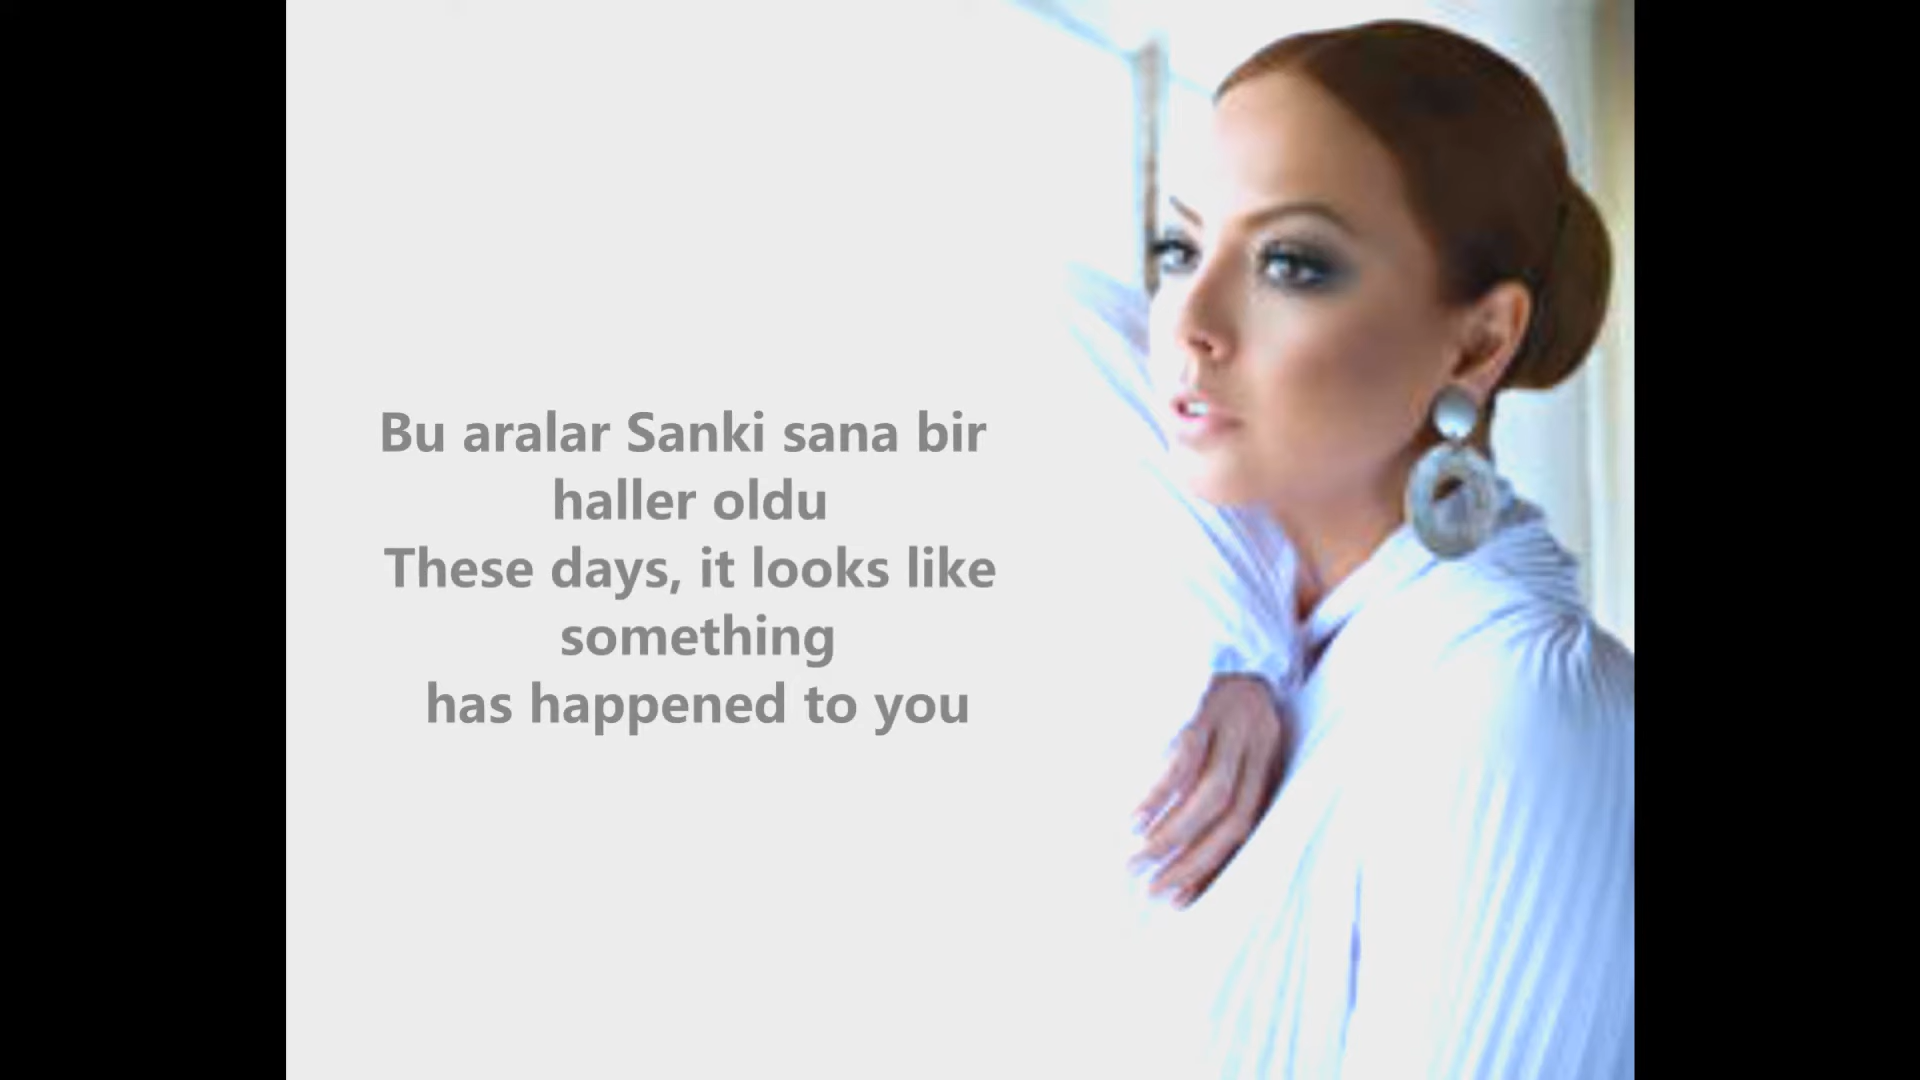 Bu aralar Sanki sana bir
haller oldu
These days, it looks like
something
has happened to you